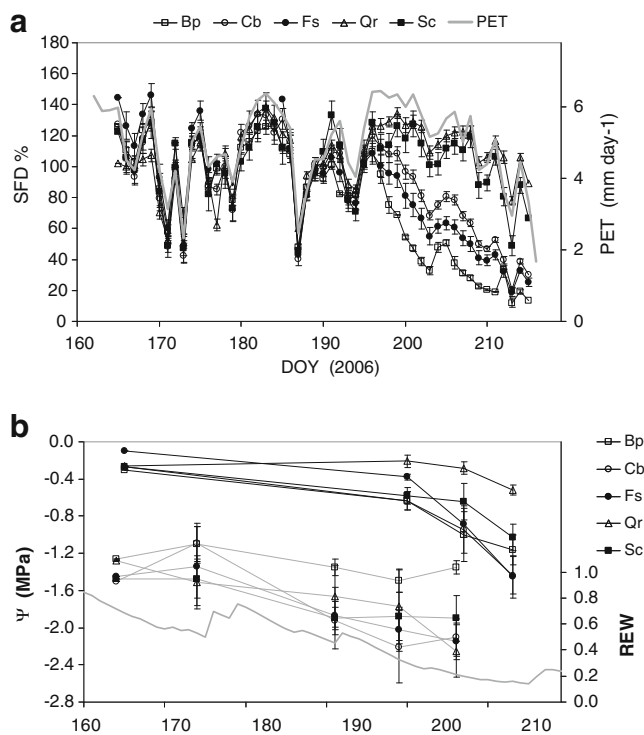 a
Bp Cb Fs Qr Sc PET
180
160
140
120
100
80
60
40
20
0
SFD %
6
4
2
0
PET (mm day-1)
160 170 180 190 200 210
DOY (2006)
b
0.0
-0.4
-0.8
-1.2
-1.6
-2.0
-2.4
-2.8
Ψ (MPa)
Bp
Cb
Fs
Qr
Sc
1.0
0.8
0.6
0.4
0.2
0.0
REW
160 170 180 190 200 210